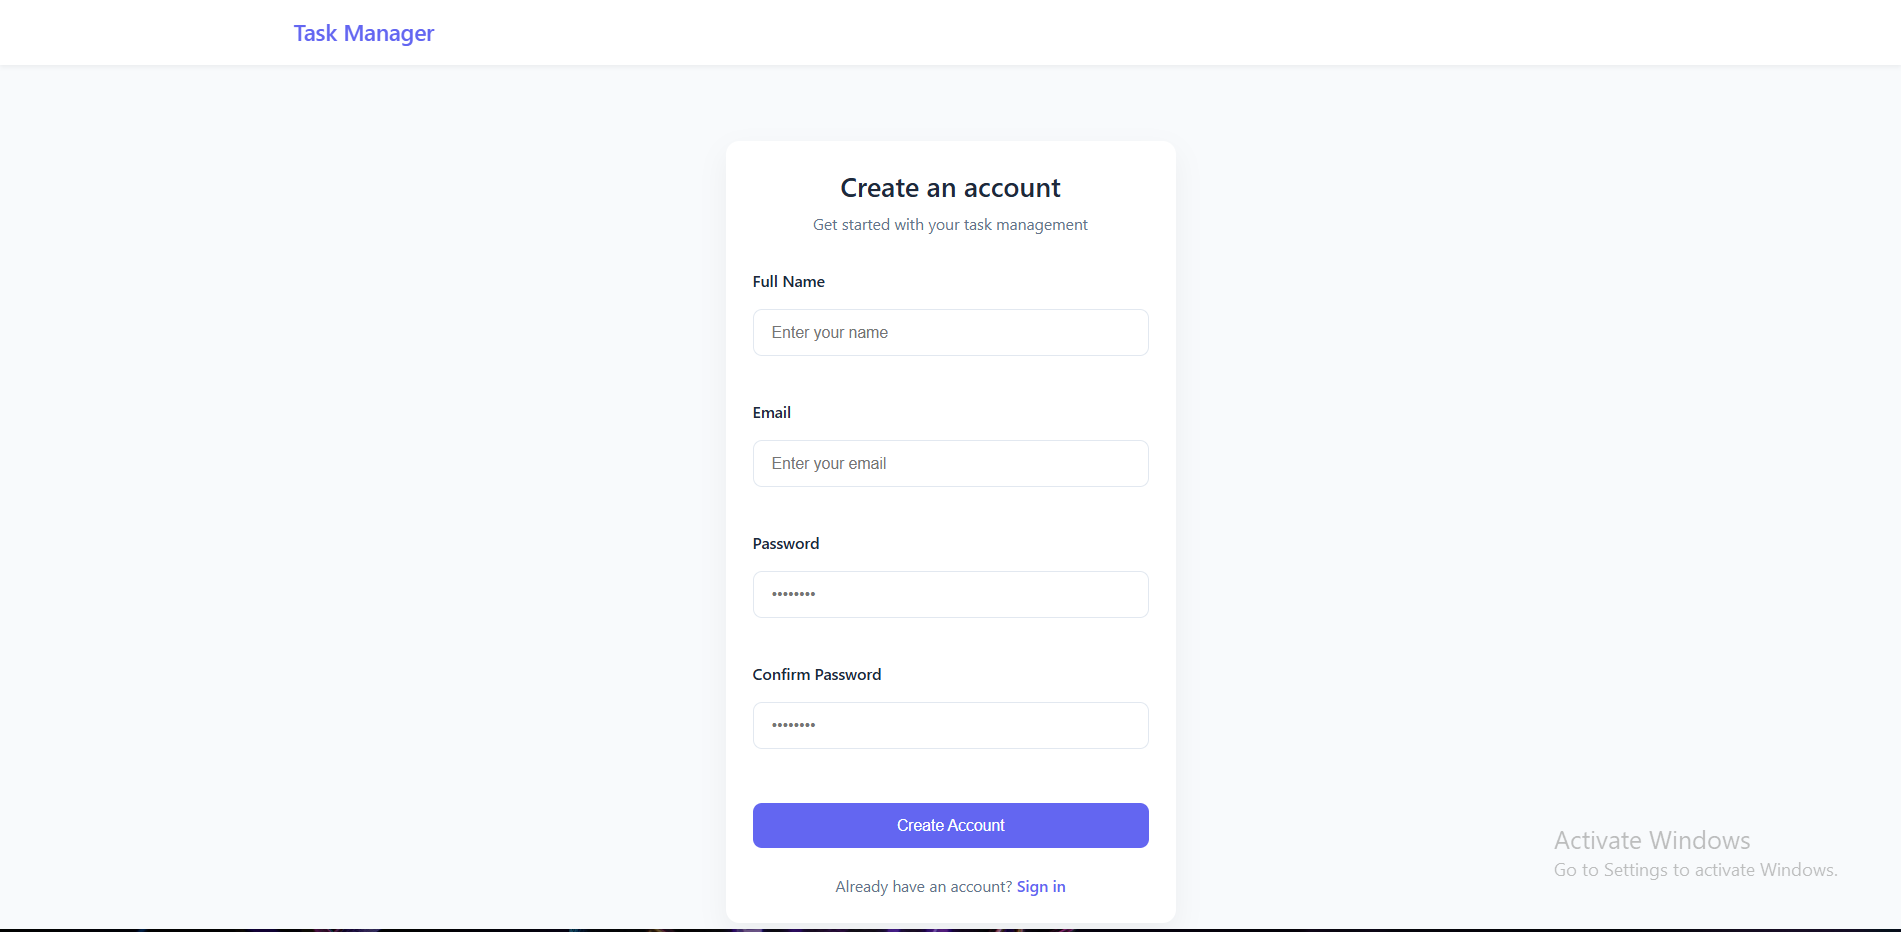 Task Manager
Create an account
Get started with your task management
Full Name
Enter your name
Email
Enter your email
Password
••••••••
Confirm Password
••••••••
Create Account
Already have an account? Sign in
Activate Windows
Go to Settings to activate Windows.